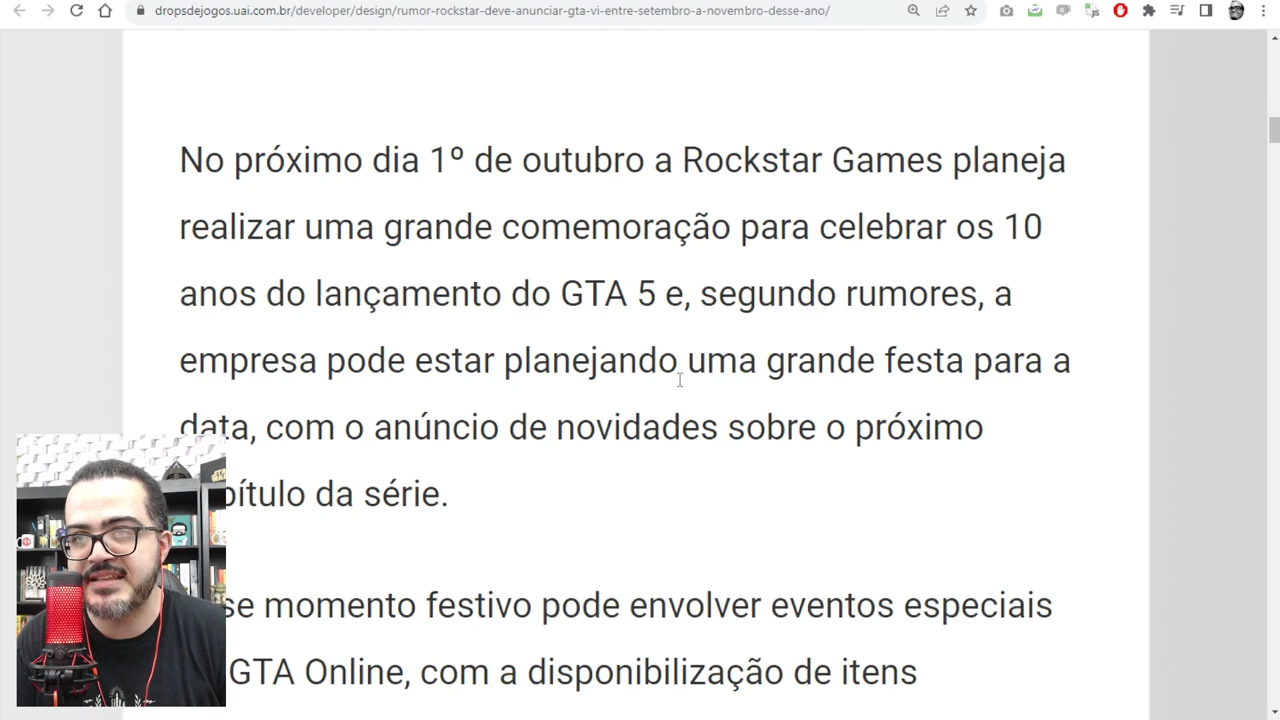 dropsdejogos.uai.com.br/developer/design/rumor-rockstar-deve-anunciar-gta-vi-entre-setembro-a-novembro-desse-ano/
No próximo dia 1º de outubro a Rockstar Games planeja
realizar uma grande comemoração para celebrar os 10
anos do lançamento do GTA 5 e, segundo rumores, a
empresa pode estar planejando uma grande festa para a
data, com o anúncio de novidades sobre o próximo
pítulo da série.
se momento festivo pode envolver eventos especiais
GTA Online, com a disponibilização de itens